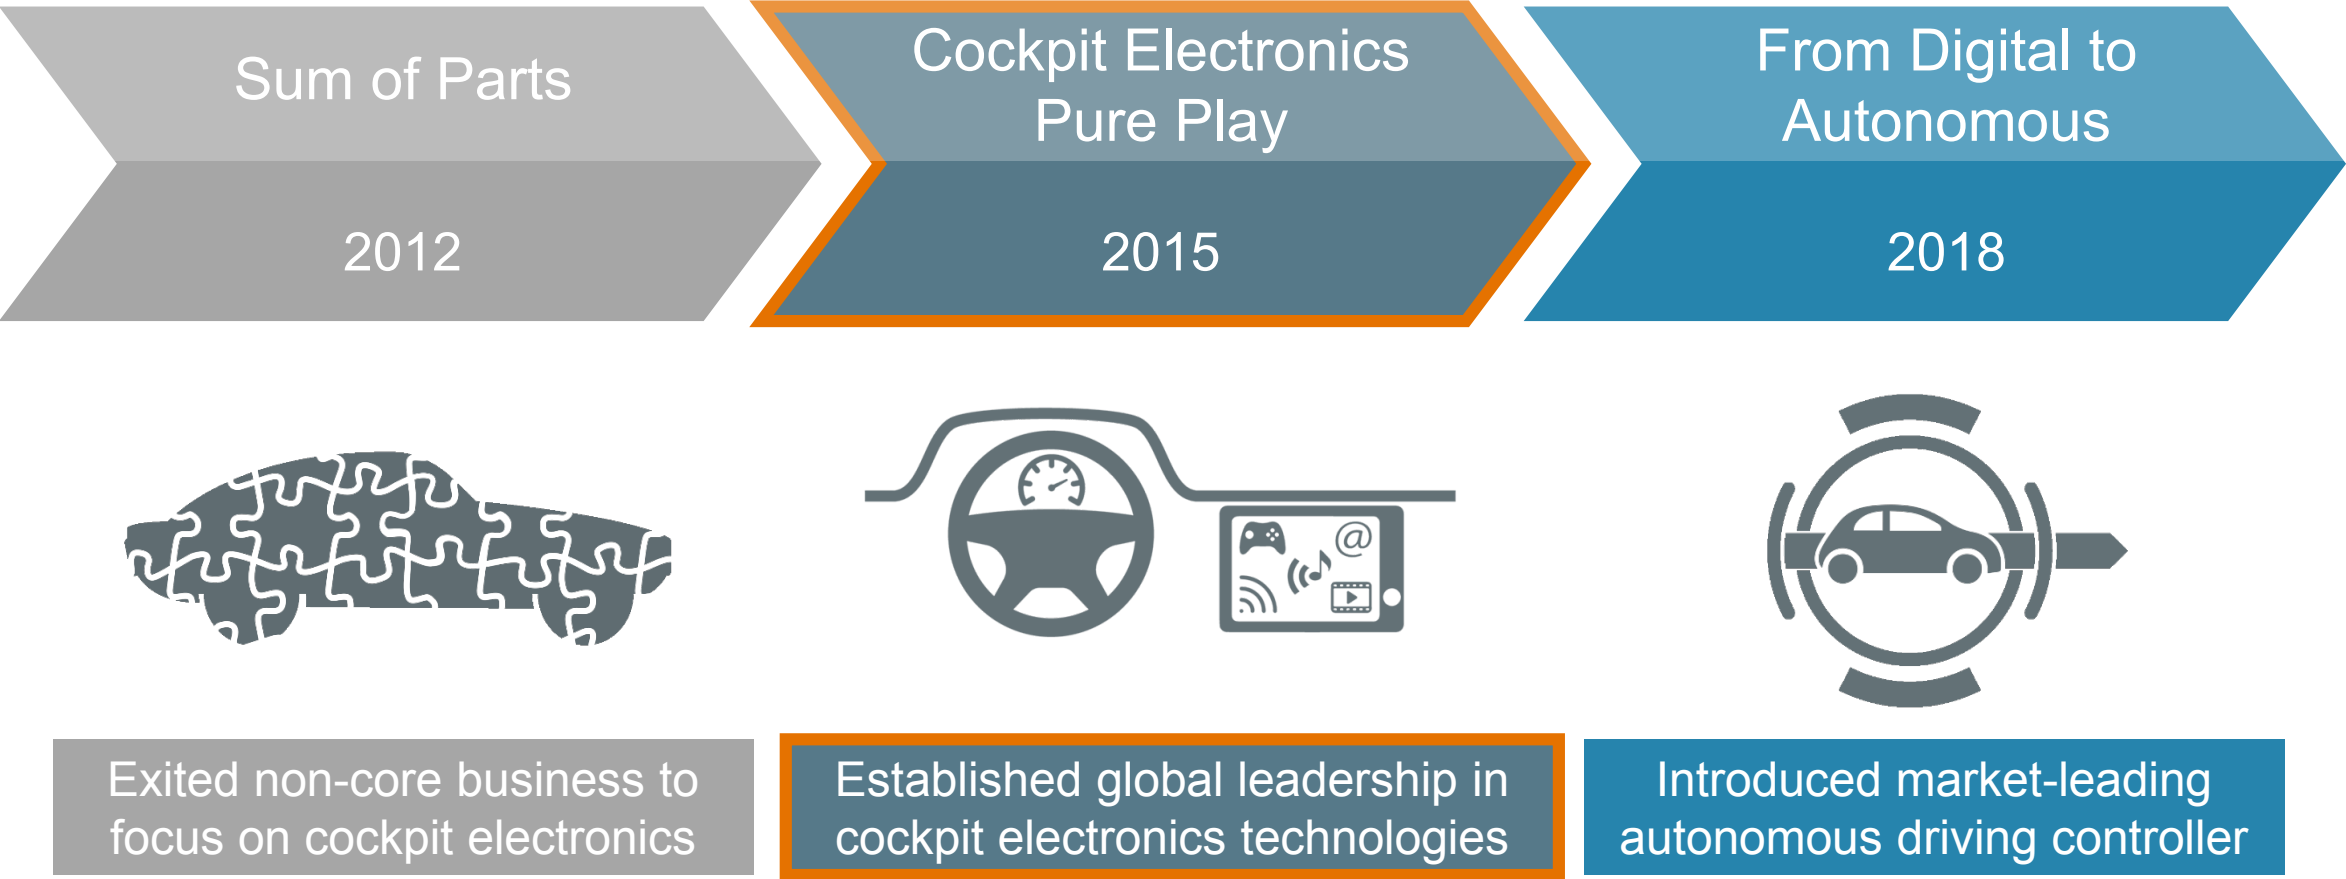 Sum of Parts
2012
Cockpit Electronics
Pure Play
2015
From Digital to
Autonomous
2018
@
Exited non-core business to
focus on cockpit electronics
Established global leadership in
cockpit electronics technologies
Introduced market-leading
autonomous driving controller